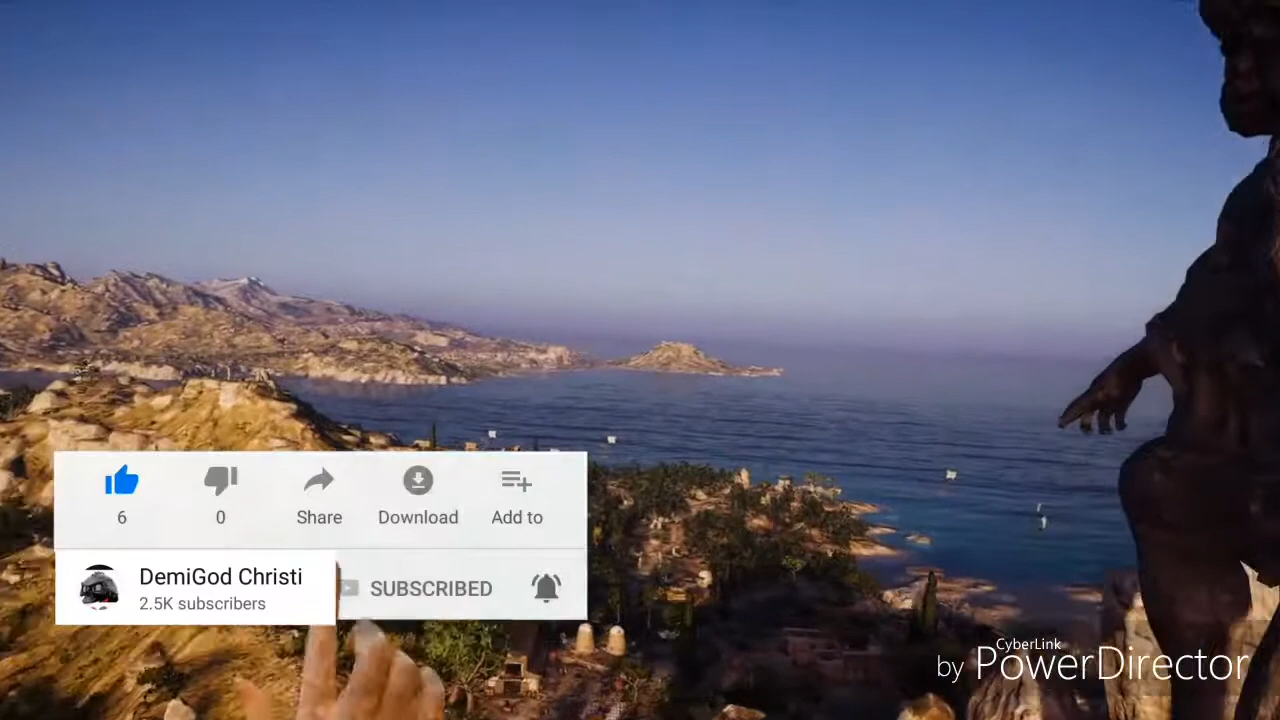 6
0
Share
Download
Add to
DemiGod Christi
2.5K subscribers
SUBSCRIBED
CyberLink
by PowerDirector